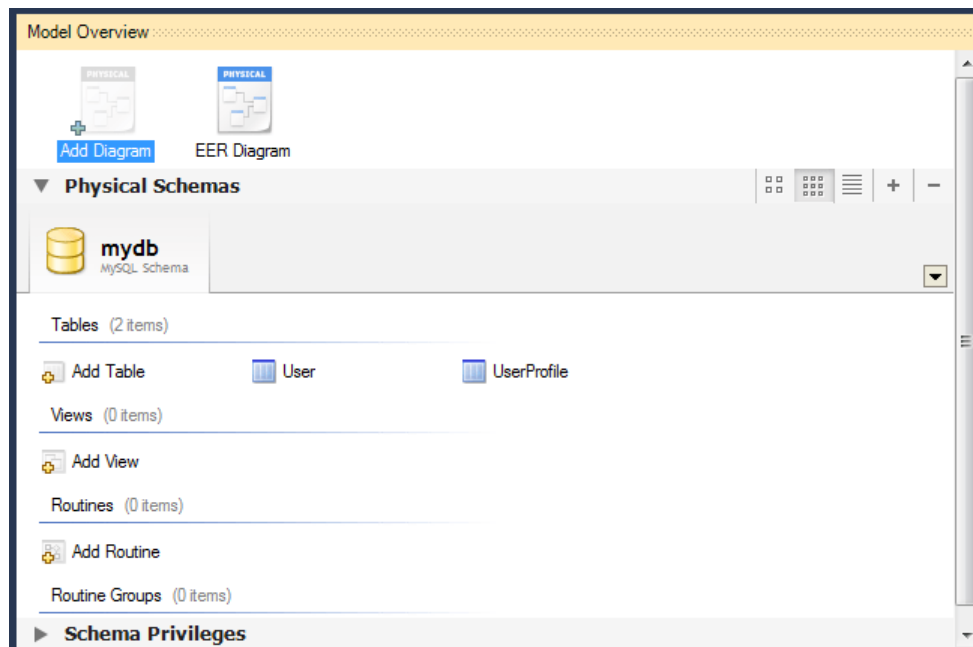 Model Overview
PHYSICAL PHYSICAL
Add Diagram EER Diagram
Physical Schemas
mydb
MySQL Schema
Tables (2 items)
Add Table User UserProfile
Views (0 items)
Add View
Routines (0 items)
Add Routine
Routine Groups (0 items)
Schema Privileges